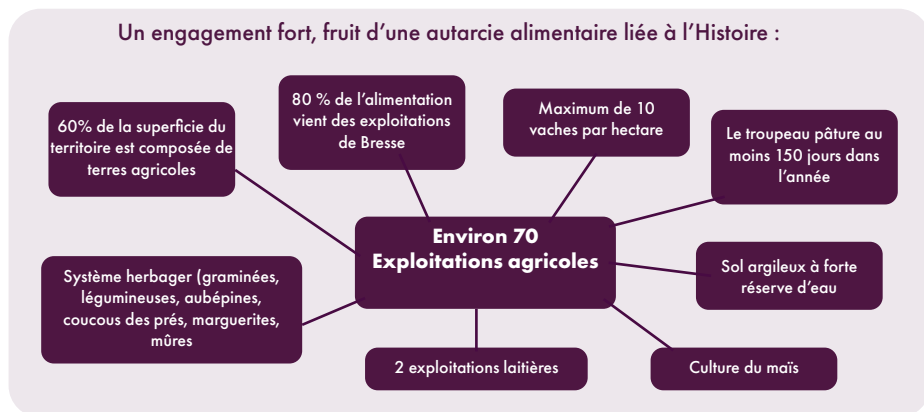 Un engagement fort, fruit d'une autarcie alimentaire liée à l'Histoire :
60% de la superficie du
territoire est composée de
terres agricoles
80 % de l'alimentation
vient des exploitations
de Bresse
Maximum de 10
vaches par hectare
Le troupeau pâture au
moins 150 jours dans
l'année
Environ 70
Exploitations agricoles
Système herbager (graminées,
légumineuses, aubépines,
coucous des prés, marguerites,
mûres
Sol argileux à forte
réserve d'eau
2 exploitations laitières
Culture du maïs